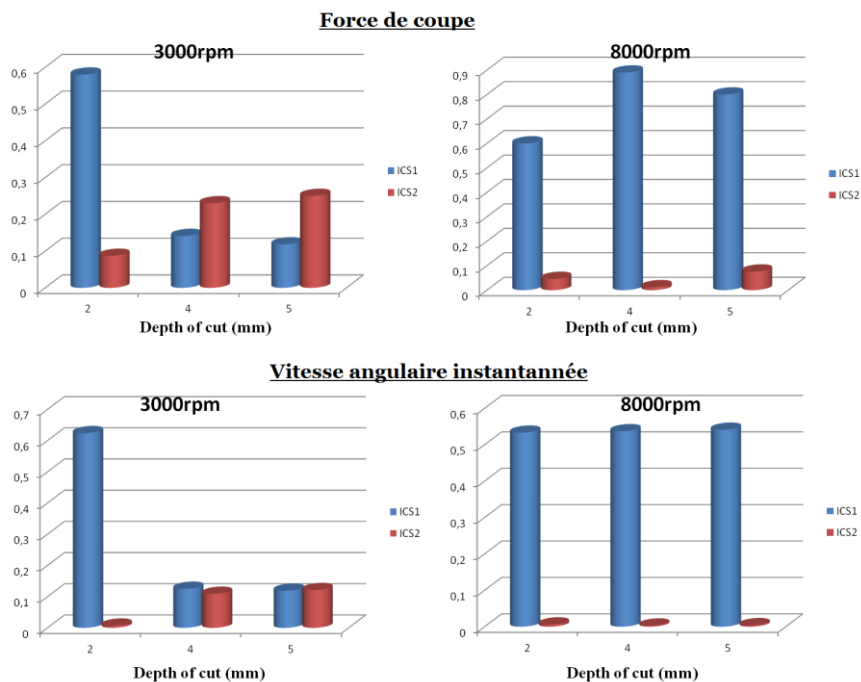 Force de coupe
3000rpm
0,6
0,5
0,4
0,3
0,2
0,1
0
2 4 5
Depth of cut (mm)
ICS1
ICS2
8000rpm
0,9
0,8
0,7
0,6
0,5
0,4
0,3
0,2
0,1
0
2 4 5
Depth of cut (mm)
ICS1
ICS2
Vitesse angulaire instantannée
3000rpm
0,7
0,6
0,5
0,4
0,3
0,2
0,1
0
2 4 5
Depth of cut (mm)
ICS1
ICS2
8000rpm
0,6
0,5
0,4
0,3
0,2
0,1
0
2 4 5
Depth of cut (mm)
ICS1
ICS2